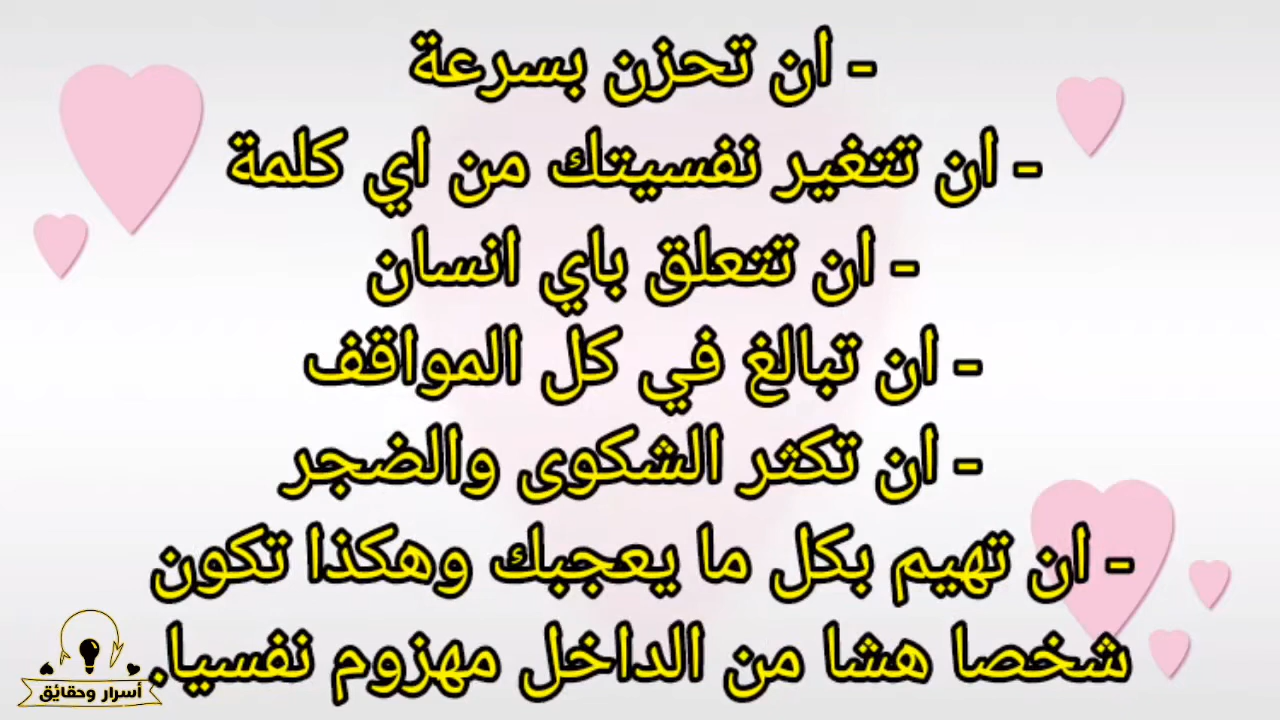 - ان تحزن بسرعة
- ان تتغير نفسيتك من اي كلمة
- ان تتعلق باي انسان
- ان تبالغ في كل المواقف
- ان تكثر الشكوى والضجر
- ان تهيم بكل ما يعجبك وهكذا تكون
شخصا هشا من الداخل مهزوم نفسيا.
أسرار وحقايق